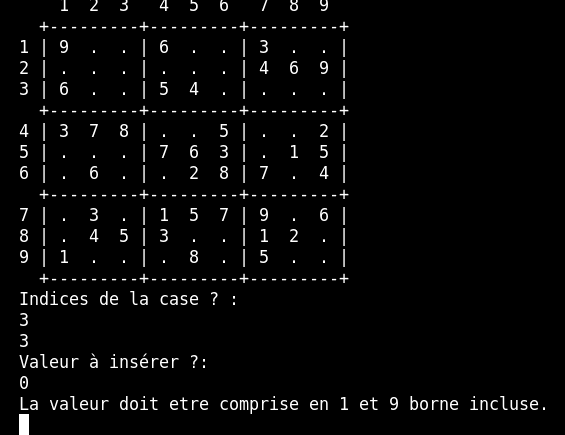 1 2 3 4 5 6 7 8 9
+---------+---------+---------+
1 | 9 . . | 6 . . | 3 . . |
2 | . . . | . . . | 4 6 9 |
3 | 6 . . | 5 4 . | . . . |
+---------+---------+---------+
4 | 3 7 8 | . . 5 | . . 2 |
5 | . . . | 7 6 3 | . 1 5 |
6 | . 6 . | . 2 8 | 7 . 4 |
+---------+---------+---------+
7 | . 3 . | 1 5 7 | 9 . 6 |
8 | . 4 5 | 3 . . | 1 2 . |
9 | 1 . . | . 8 . | 5 . . |
+---------+---------+---------+
Indices de la case ? :
3
3
Valeur à insérer ?:
0
La valeur doit etre comprise en 1 et 9 borne incluse.